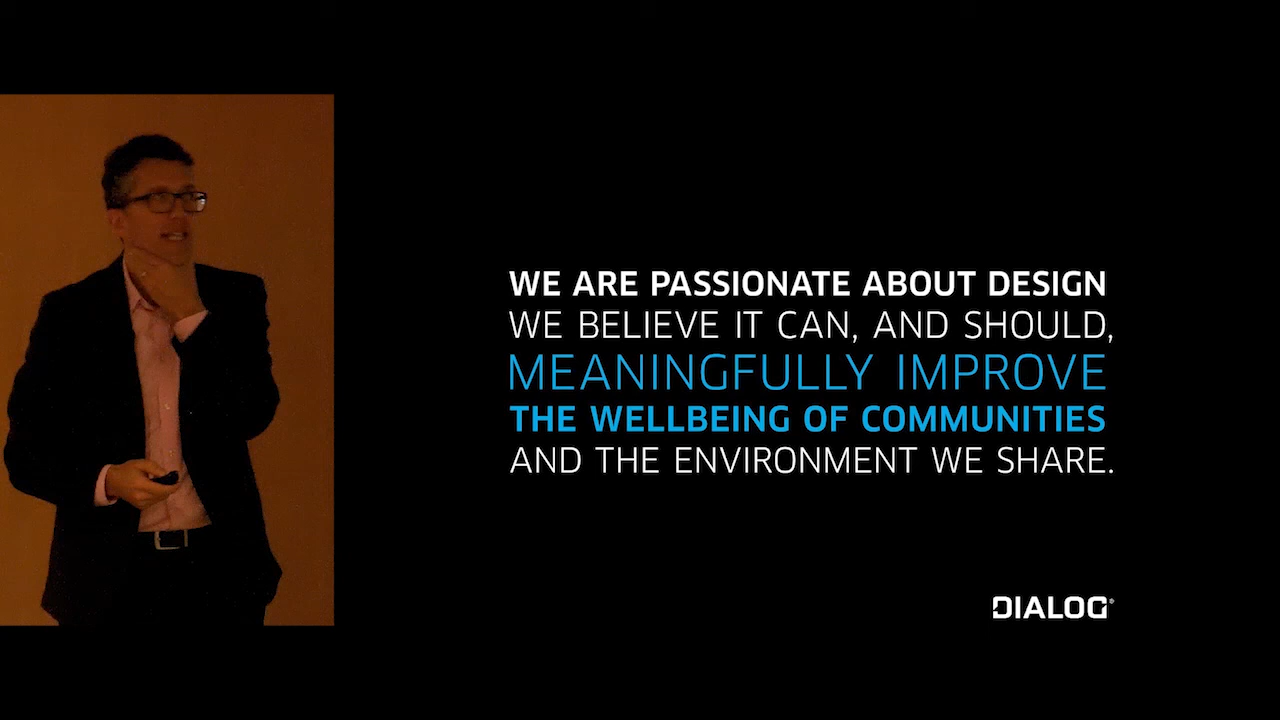 WE ARE PASSIONATE ABOUT DESIGN
WE BELIEVE IT CAN, AND SHOULD,
MEANINGFULLY IMPROVE
THE WELLBEING OF COMMUNITIES
AND THE ENVIRONMENT WE SHARE.
DIALOG®